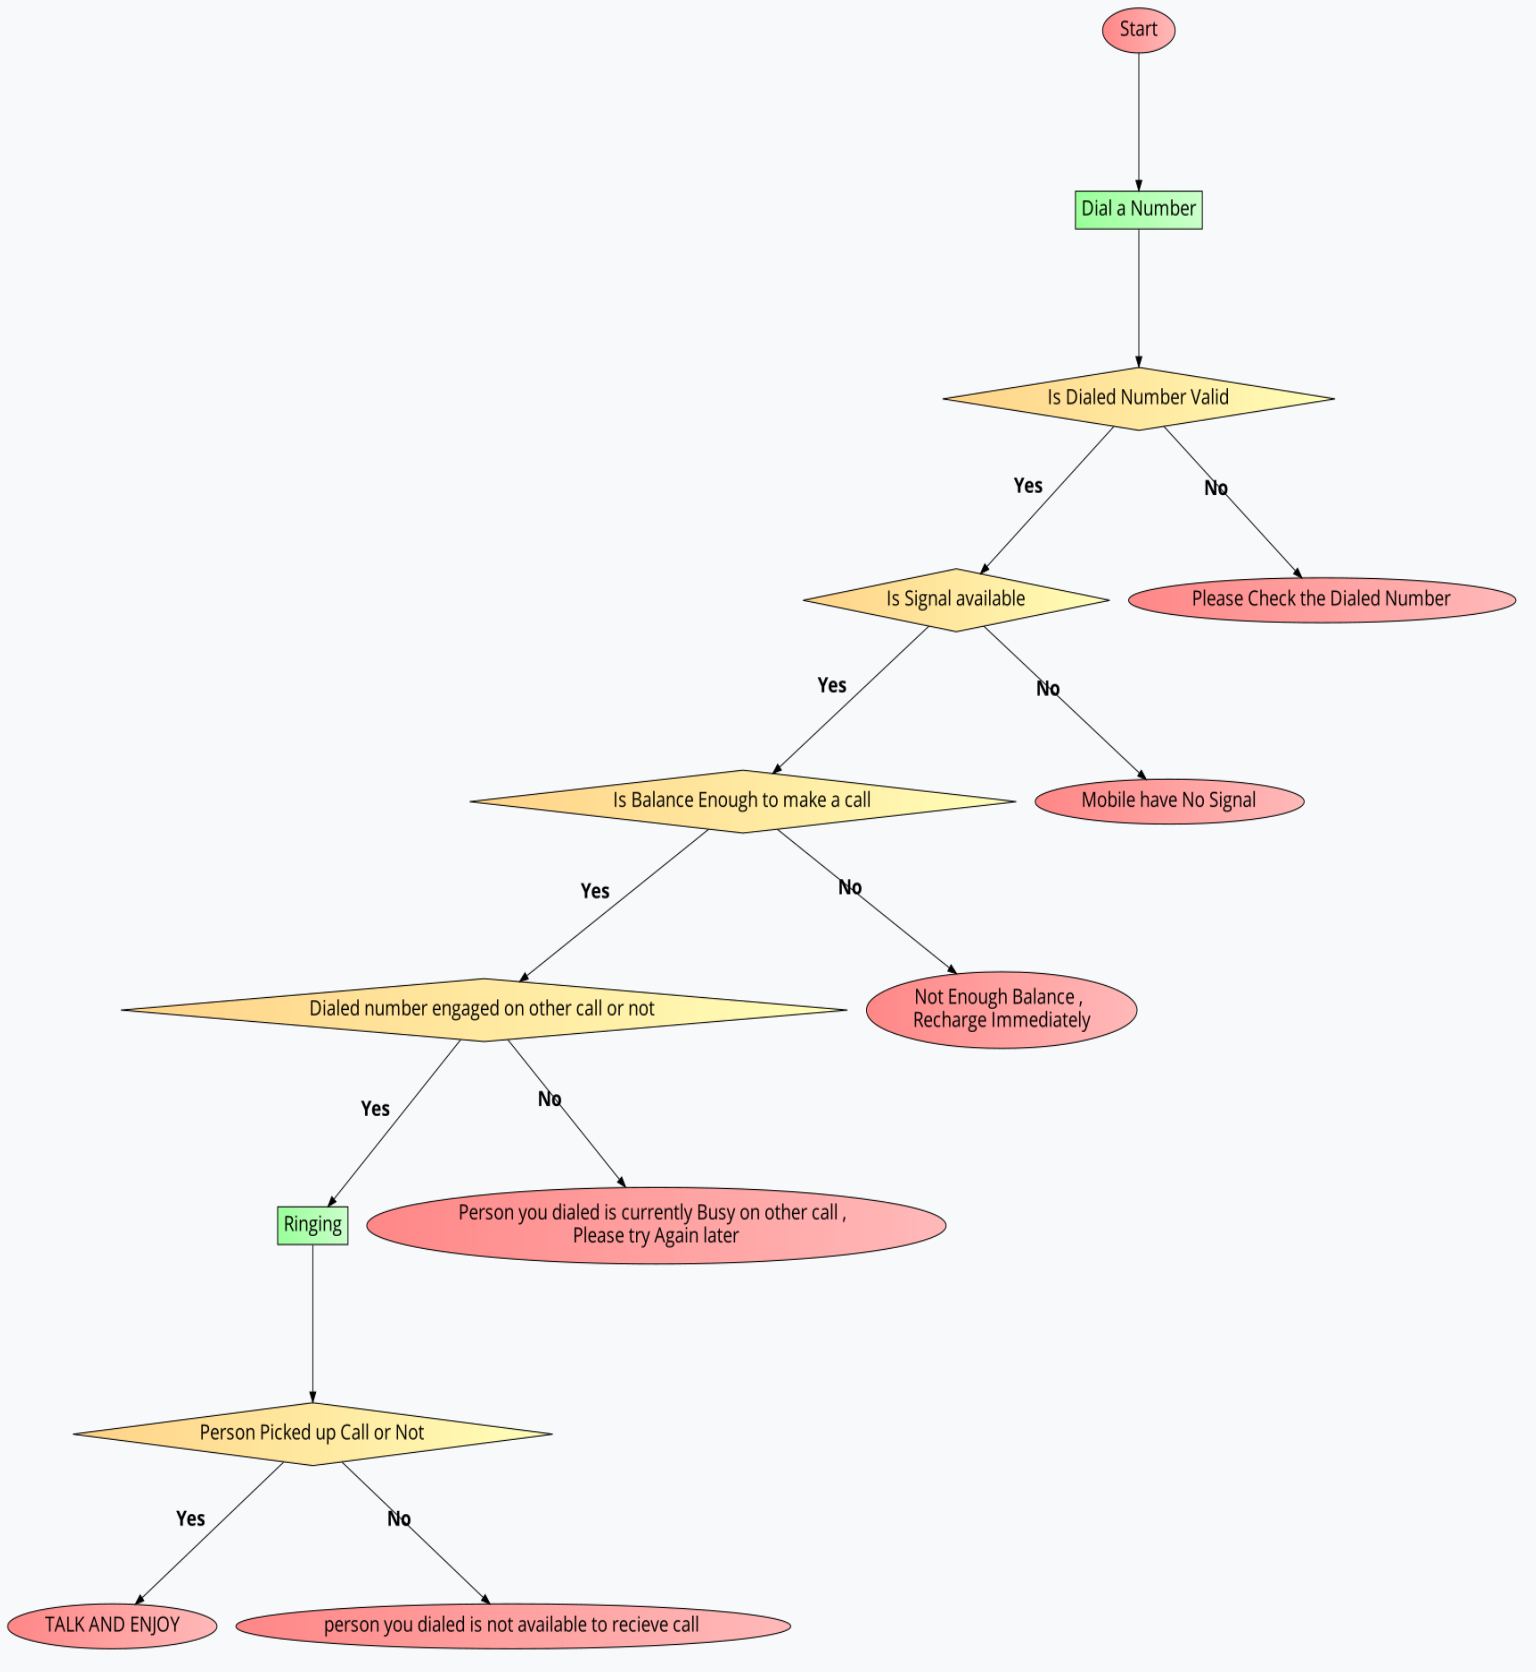 Start
Dial a Number
Is Dialed Number Valid
Yes
No
Is Signal available
Please Check the Dialed Number
Yes
No
Is Balance Enough to make a call
Mobile have No Signal
Yes
No
Dialed number engaged on other call or not
Not Enough Balance ,
Recharge Immediately
Yes
No
Ringing
Person you dialed is currently Busy on other call ,
Please try Again later
Person Picked up Call or Not
Yes
No
TALK AND ENJOY
person you dialed is not available to recieve call